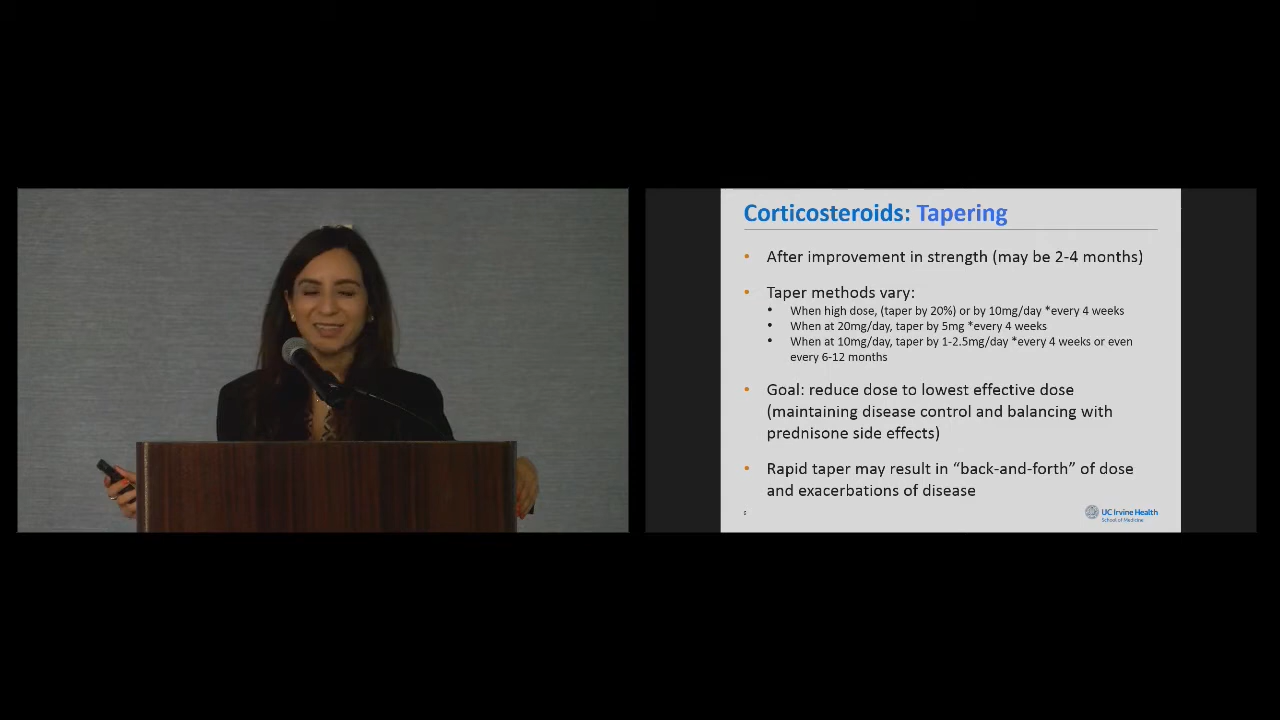 Corticosteroids: Tapering
• After improvement in strength (may be 2-4 months)
• Taper methods vary:
• When high dose, (taper by 20%) or by 10mg/day *every 4 weeks
• When at 20mg/day, taper by 5mg *every 4 weeks
• When at 10mg/day, taper by 1-2.5mg/day *every 4 weeks or even
every 6-12 months
• Goal: reduce dose to lowest effective dose
(maintaining disease control and balancing with
prednisone side effects)
• Rapid taper may result in “back-and-forth” of dose
and exacerbations of disease
UC Irvine Health
School of Medicine